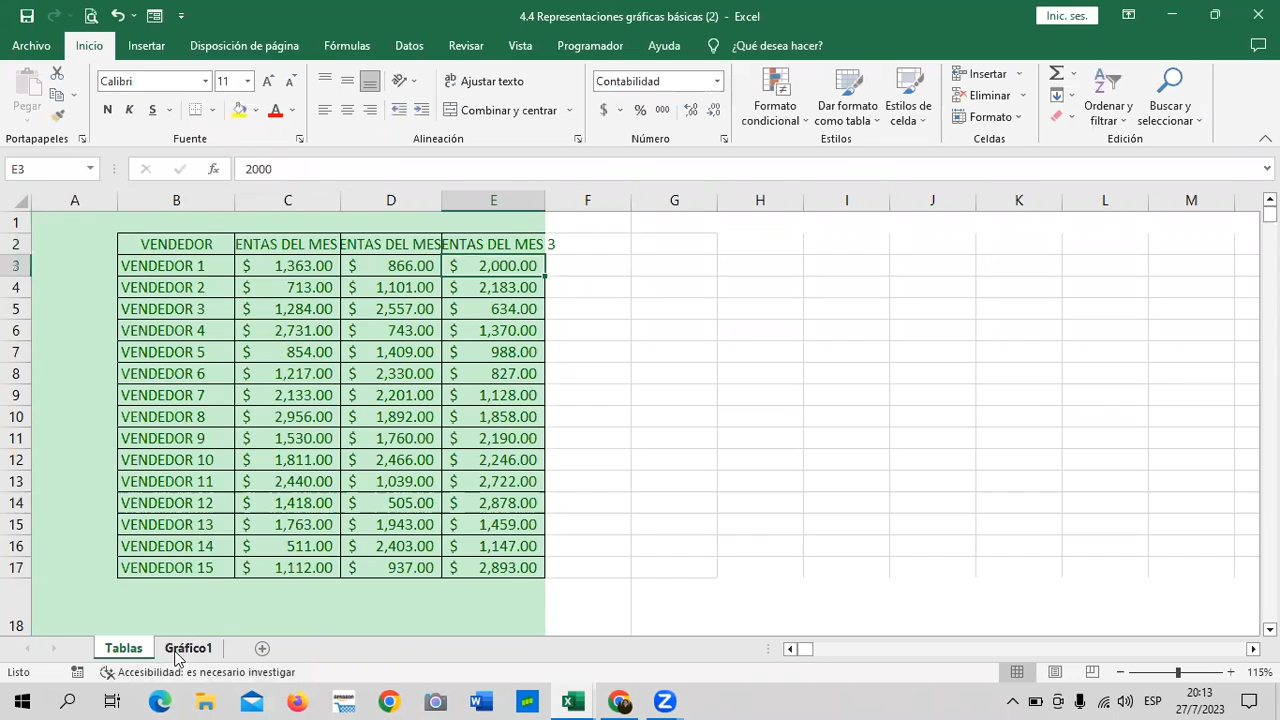 4.4 Representaciones gráficas básicas (2) - Excel
Inic. ses.
Archivo Inicio Insertar Disposición de página Fórmulas Datos Revisar Vista Programador Ayuda ¿Qué desea hacer?
Pegar
Calibri 11
N K S
Ajustar texto
Combinar y centrar
Contabilidad
$ % 000
Formato condicional
Dar formato como tabla
Estilos de celda
Insertar
Eliminar
Formato
Ordenar y filtrar
Buscar y seleccionar
Portapapeles Fuente Alineación Número Estilos Celdas Edición
E3 fx 2000
A B C D E F G H I J K L M
1
2 VENDEDOR ENTAS DEL MES ENTAS DEL MES ENTAS DEL MES 3
3 VENDEDOR 1 $ 1,363.00 $ 866.00 $ 2,000.00
4 VENDEDOR 2 $ 713.00 $ 1,101.00 $ 2,183.00
5 VENDEDOR 3 $ 1,284.00 $ 2,557.00 $ 634.00
6 VENDEDOR 4 $ 2,731.00 $ 743.00 $ 1,370.00
7 VENDEDOR 5 $ 854.00 $ 1,409.00 $ 988.00
8 VENDEDOR 6 $ 1,217.00 $ 2,330.00 $ 827.00
9 VENDEDOR 7 $ 2,133.00 $ 2,201.00 $ 1,128.00
10 VENDEDOR 8 $ 2,956.00 $ 1,892.00 $ 1,858.00
11 VENDEDOR 9 $ 1,530.00 $ 1,760.00 $ 2,190.00
12 VENDEDOR 10 $ 1,811.00 $ 2,466.00 $ 2,246.00
13 VENDEDOR 11 $ 2,440.00 $ 1,039.00 $ 2,722.00
14 VENDEDOR 12 $ 1,418.00 $ 505.00 $ 2,878.00
15 VENDEDOR 13 $ 1,763.00 $ 1,943.00 $ 1,459.00
16 VENDEDOR 14 $ 511.00 $ 2,403.00 $ 1,147.00
17 VENDEDOR 15 $ 1,112.00 $ 937.00 $ 2,893.00
18
Tablas Gráfico1
Listo Accesibilidad: es necesario investigar 115%
ESP 20:13
27/7/2023